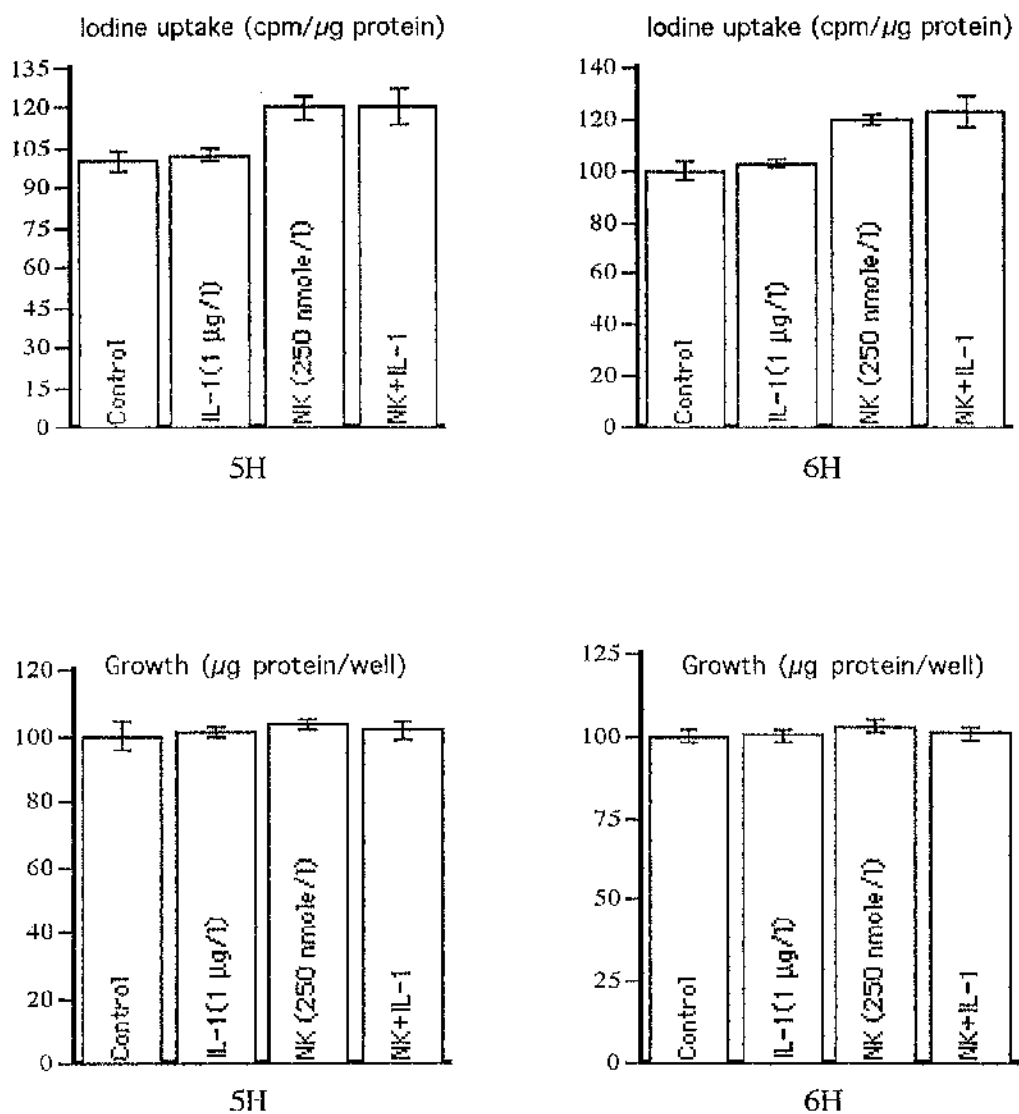 Iodine uptake (cpm/µg protein)
135
120
105
90
75
60
45
30
15
0
Control
IL-1(1 µg/l)
NK (250 nmole/l)
NK+IL-1
5H
Iodine uptake (cpm/µg protein)
140
120
100
80
60
40
20
0
Control
IL-1(1 µg/l)
NK (250 nmole/l)
NK+IL-1
6H
Growth (µg protein/well)
120
100
80
60
40
20
0
Control
IL-1(1 µg/l)
NK (250 nmole/l)
NK+IL-1
5H
Growth (µg protein/well)
125
100
75
50
25
0
Control
IL-1(1 µg/l)
NK (250 nmole/l)
NK+IL-1
6H